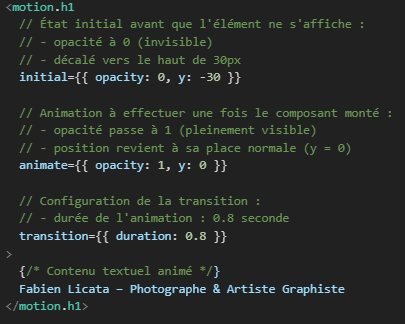 <motion.h1
// État initial avant que l'élément ne s'affiche :
// - opacité à 0 (invisible)
// - décalé vers le haut de 30px
initial={{ opacity: 0, y: -30 }}
// Animation à effectuer une fois le composant monté :
// - opacité passe à 1 (pleinement visible)
// - position revient à sa place normale (y = 0)
animate={{ opacity: 1, y: 0 }}
// Configuration de la transition :
// - durée de l'animation : 0.8 seconde
transition={{ duration: 0.8 }}
>
{/* Contenu textuel animé */}
Fabien Licata – Photographe & Artiste Graphiste
</motion.h1>